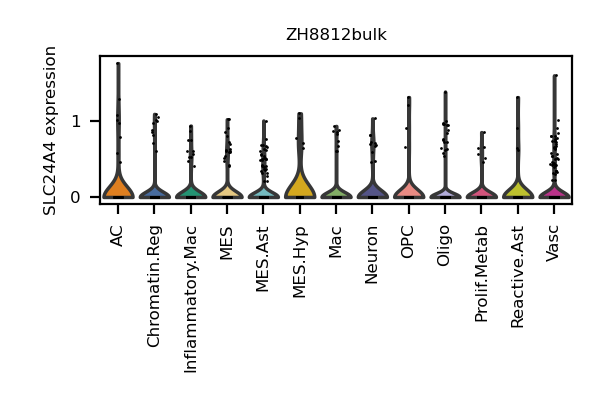 ZH8812bulk
SLC24A4 expression
1
0
AC
Chromatin.Reg
Inflammatory.Mac
MES
MES.Ast
MES.Hyp
Mac
Neuron
OPC
Oligo
Prolif.Metab
Reactive.Ast
Vasc